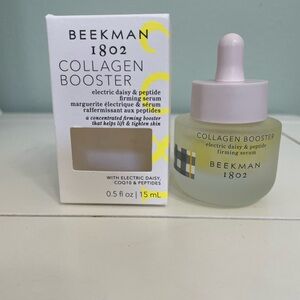 BEEKMAN
1802
COLLAGEN
BOOSTER
electric daisy & peptide
firming serum
marguerite électrique & sérum
raffermissant aux peptides
a concentrated firming booster
that helps lift & tighten skin
WITH ELECTRIC DAISY,
COQ10 & PEPTIDES
0.5 fl oz | 15 mL
COLLAGEN BOOSTER
electric daisy & peptide
firming serum
BEEKMAN
1802